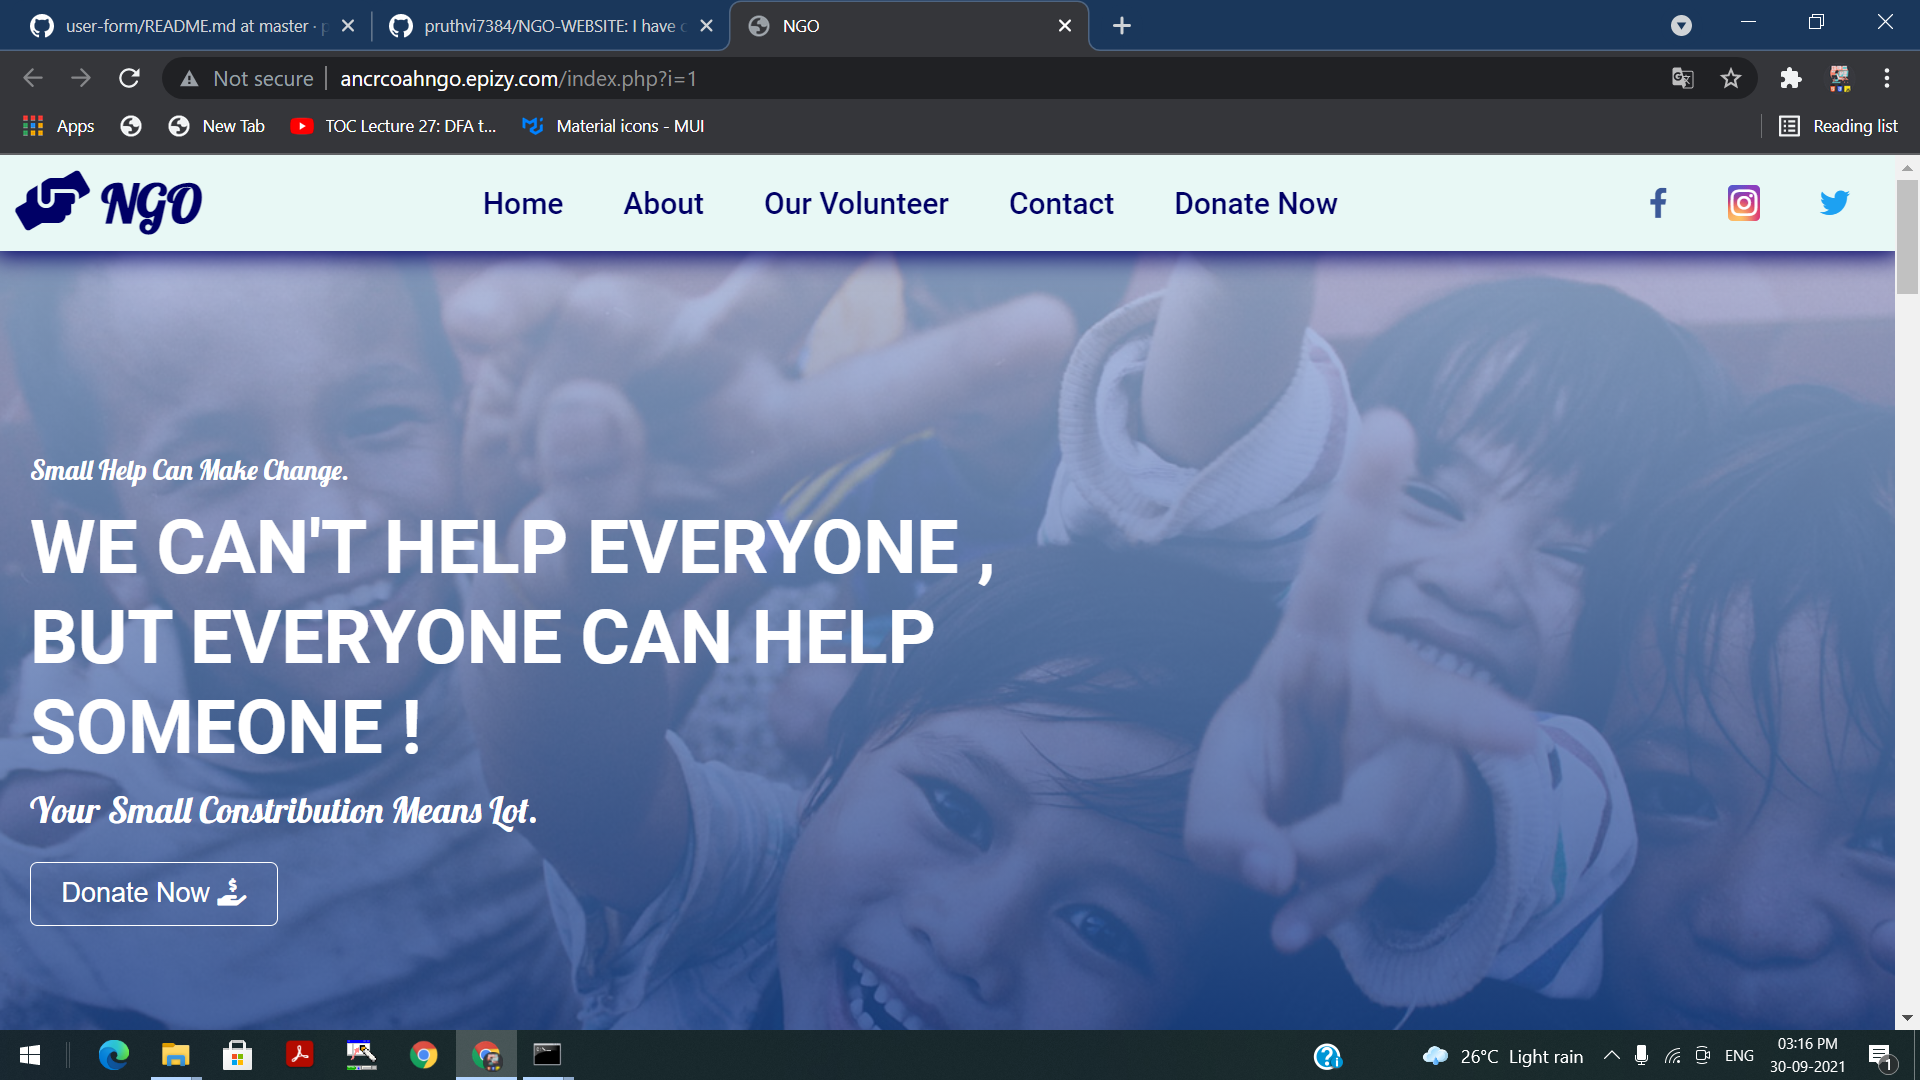 user-form/README.md at master ·
pruthvi7384/NGO-WEBSITE: I have c
NGO
Not secure
ancrcoahngo.epizy.com/index.php?i=1
Apps
New Tab
TOC Lecture 27: DFA t...
Material icons - MUI
Reading list
NGO
Home
About
Our Volunteer
Contact
Donate Now
Small Help Can Make Change.
WE CAN'T HELP EVERYONE ,
BUT EVERYONE CAN HELP
SOMEONE !
Your Small Constribution Means Lot.
Donate Now
26°C Light rain
ENG
03:16 PM
30-09-2021
1